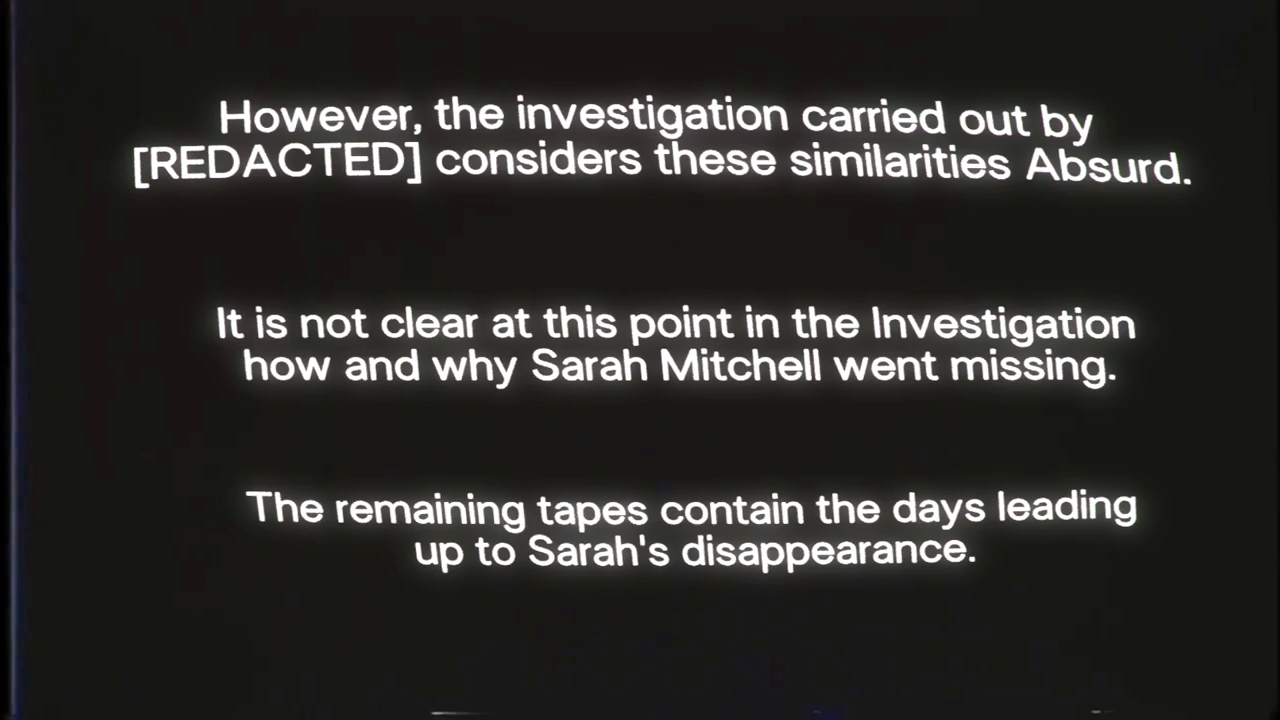 However, the investigation carried out by
[REDACTED] considers these similarities Absurd.
It is not clear at this point in the Investigation
how and why Sarah Mitchell went missing.
The remaining tapes contain the days leading
up to Sarah's disappearance.